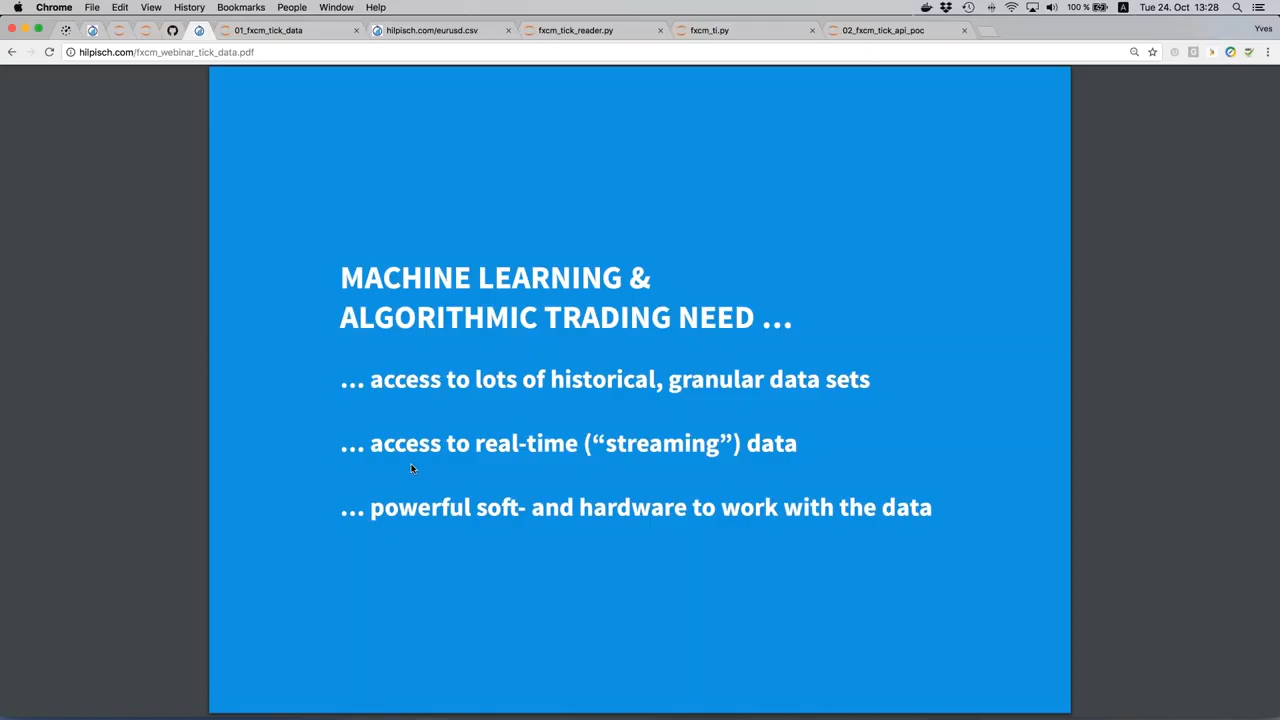 Chrome File Edit View History Bookmarks People Window Help 100 % Tue 24. Oct 13:28
01_fxcm_tick_data hilpisch.com/eurusd.csv fxcm_tick_reader.py fxcm_ti.py 02_fxcm_tick_api_poc Yves
hilpisch.com/fxcm_webinar_tick_data.pdf
MACHINE LEARNING &
ALGORITHMIC TRADING NEED …
… access to lots of historical, granular data sets
… access to real-time (“streaming”) data
… powerful soft- and hardware to work with the data